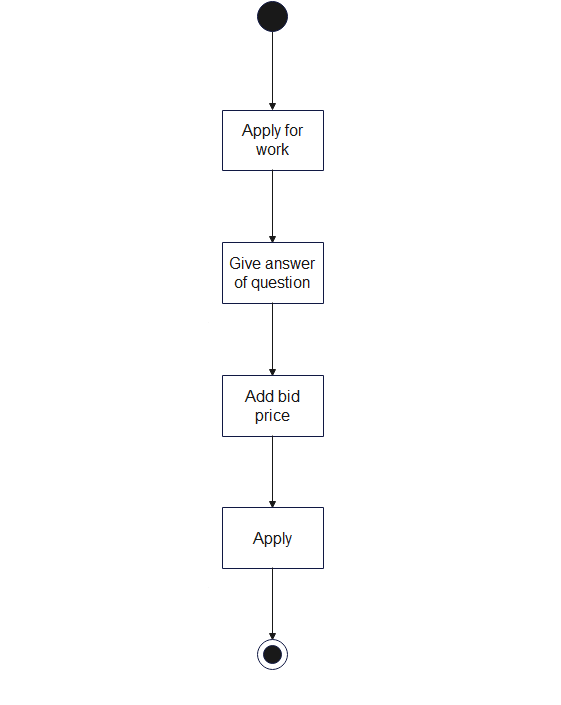 Apply for
work
Give answer
of question
Add bid
price
Apply